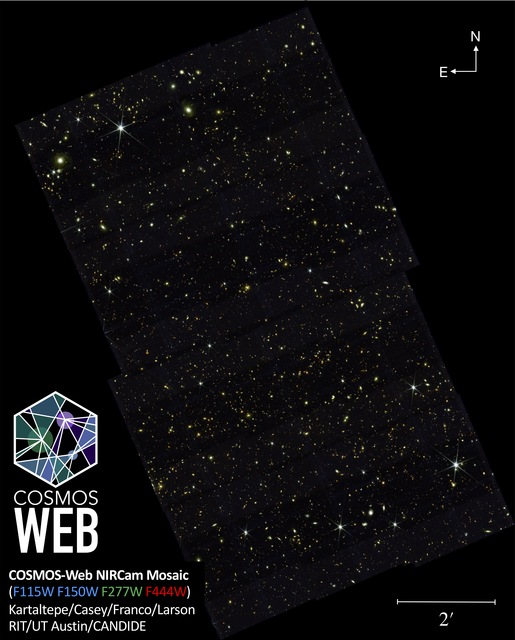 N
E
COSMOS
WEB
COSMOS-Web NIRCam Mosaic
(F115W F150W F277W F444W)
Kartaltepe/Casey/Franco/Larson
RIT/UT Austin/CANDIDE
2′